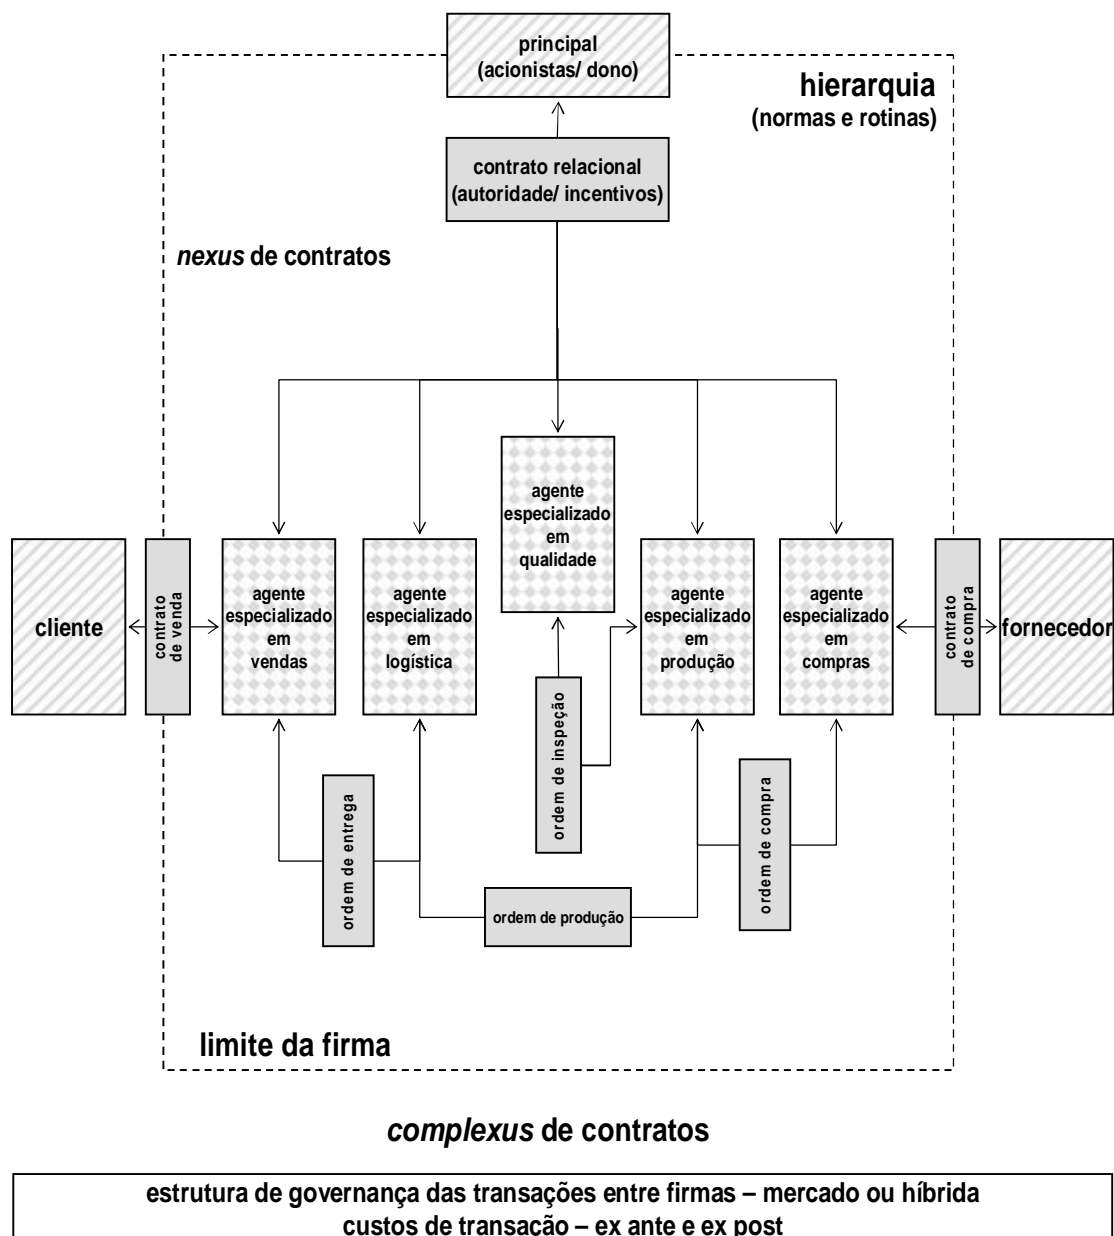 principal
(acionistas/ dono)
hierarquia
(normas e rotinas)
contrato relacional
(autoridade/ incentivos)
nexus de contratos
agente
especializado
em
qualidade
cliente
contrato
de venda
agente
especializado
em
vendas
agente
especializado
em
logística
agente
especializado
em
produção
agente
especializado
em
compras
contrato
de compra
fornecedor
ordem de inspeção
ordem de entrega
ordem de compra
ordem de produção
limite da firma
complexus de contratos
estrutura de governança das transações entre firmas – mercado ou híbrida
custos de transação – ex ante e ex post